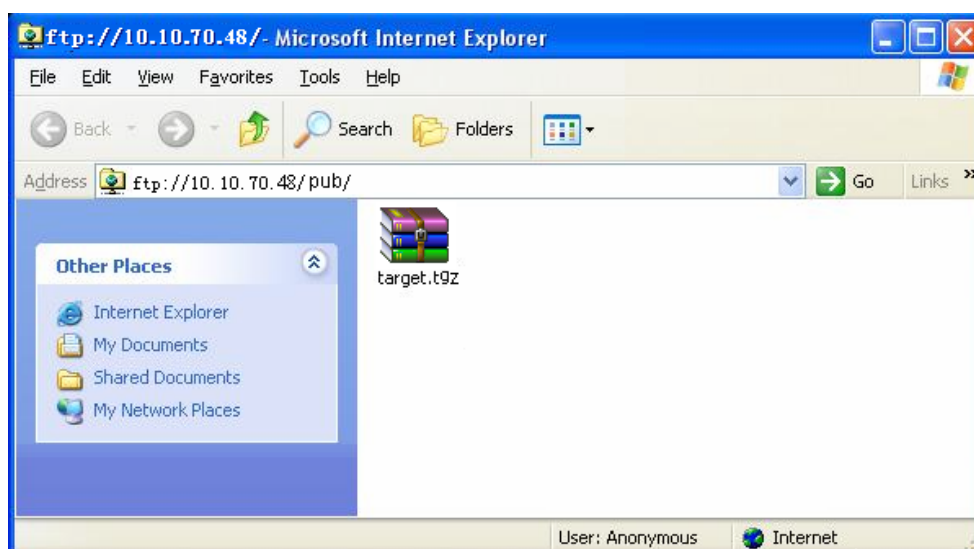 ftp://10.10.70.48/- Microsoft Internet Explorer
File Edit View Favorites Tools Help
Back Search Folders
Address ftp://10.10.70.48/pub/ Go Links »
Other Places
Internet Explorer
My Documents
Shared Documents
My Network Places
target.t9z
User: Anonymous Internet